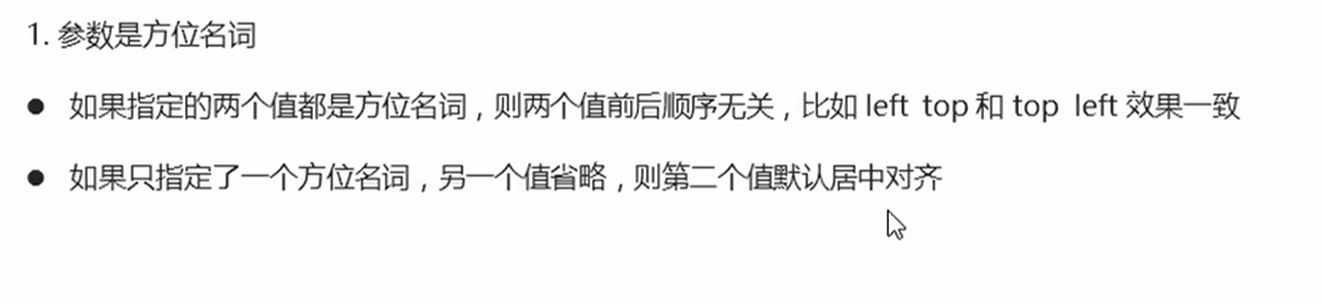 1. 参数是方位名词
● 如果指定的两个值都是方位名词，则两个值前后顺序无关，比如 left top 和 top left 效果一致
● 如果只指定了一个方位名词，另一个值省略，则第二个值默认居中对齐